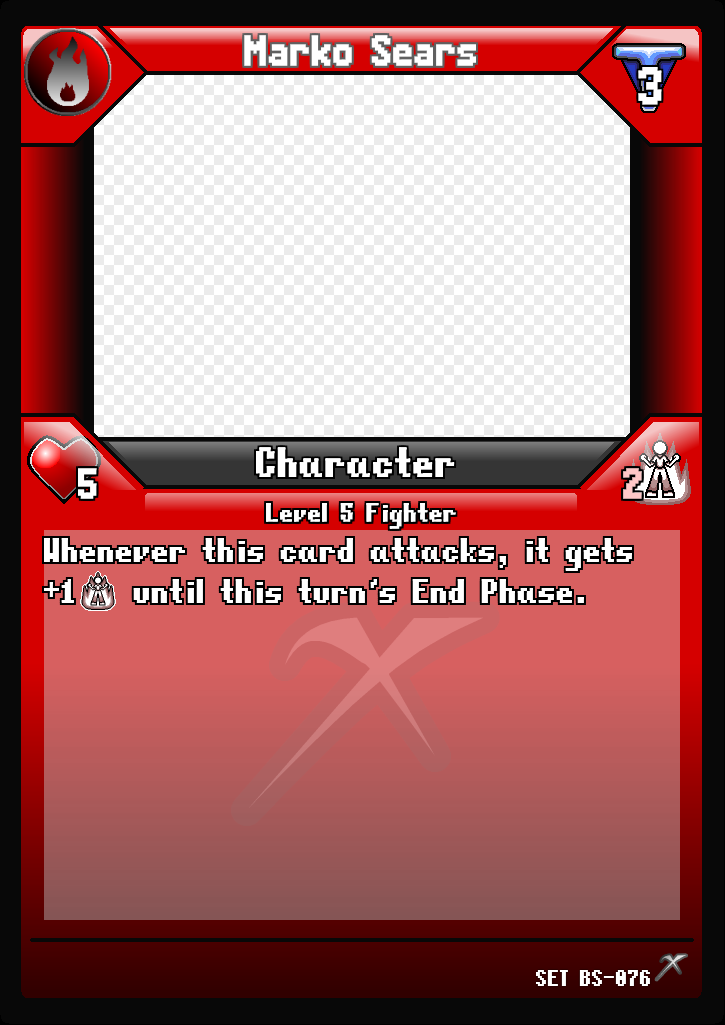 Marko Sears
3
Character
5
2
Level 5 Fighter
Whenever this card attacks, it gets
+1 until this turn's End Phase.
SET BS-076